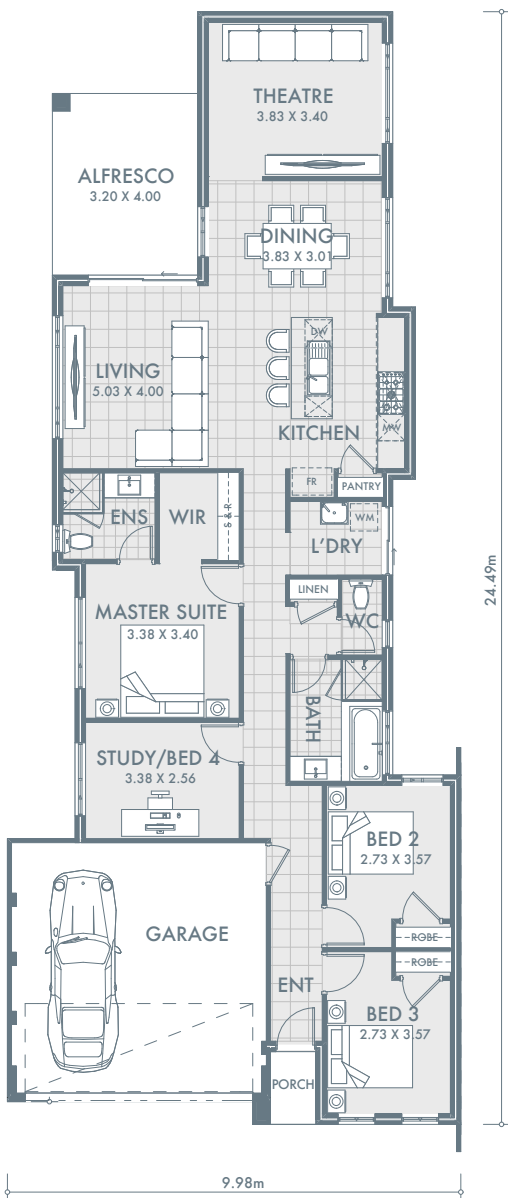 THEATRE
3.83 X 3.40
ALFRESCO
3.20 X 4.00
DINING
3.83 X 3.01
DW
LIVING
5.03 X 4.00
MW
KITCHEN
FR
PANTRY
ENS
WIR
S & R
WM
L'DRY
LINEN
WC
MASTER SUITE
3.38 X 3.40
BATH
STUDY/BED 4
3.38 X 2.56
BED 2
2.73 X 3.57
GARAGE
ROBE
ROBE
ENT
BED 3
2.73 X 3.57
PORCH
24.49m
9.98m